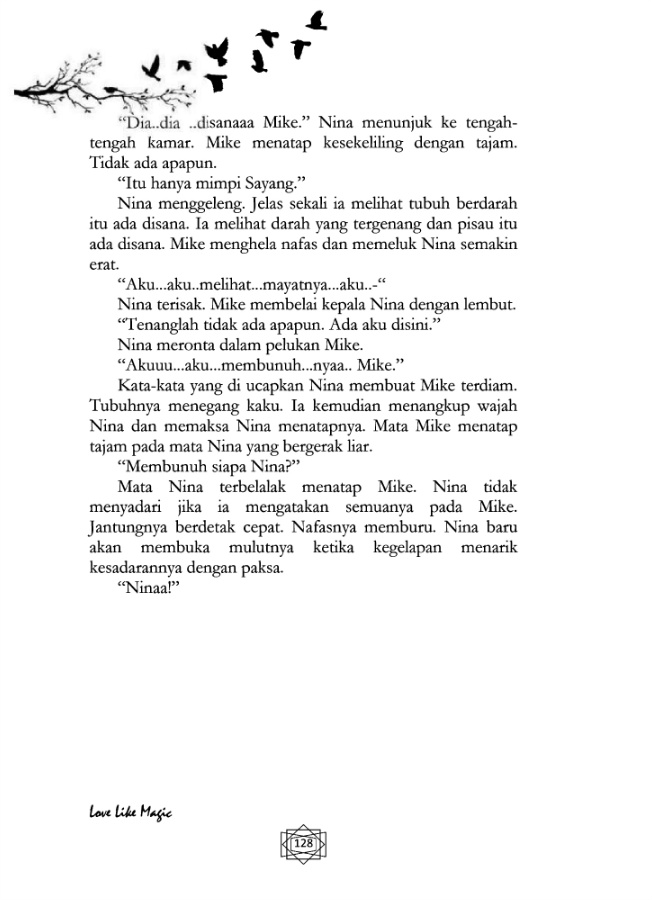 “Dia..dia ..disanaaa Mike.” Nina menunjuk ke tengah-
tengah kamar. Mike menatap kesekeliling dengan tajam.
Tidak ada apapun.
“Itu hanya mimpi Sayang.”
Nina menggeleng. Jelas sekali ia melihat tubuh berdarah
itu ada disana. Ia melihat darah yang tergenang dan pisau itu
ada disana. Mike menghela nafas dan memeluk Nina semakin
erat.
“Aku...aku..melihat...mayatnya...aku..-“
Nina terisak. Mike membelai kepala Nina dengan lembut.
“Tenanglah tidak ada apapun. Ada aku disini.”
Nina meronta dalam pelukan Mike.
“Akuuu...aku...membunuh...nyaa.. Mike.”
Kata-kata yang di ucapkan Nina membuat Mike terdiam.
Tubuhnya menegang kaku. Ia kemudian menangkup wajah
Nina dan memaksa Nina menatapnya. Mata Mike menatap
tajam pada mata Nina yang bergerak liar.
“Membunuh siapa Nina?”
Mata Nina terbelalak menatap Mike. Nina tidak
menyadari jika ia mengatakan semuanya pada Mike.
Jantungnya berdetak cepat. Nafasnya memburu. Nina baru
akan membuka mulutnya ketika kegelapan menarik
kesadarannya dengan paksa.
“Ninaa!”
Love Like Magic
128